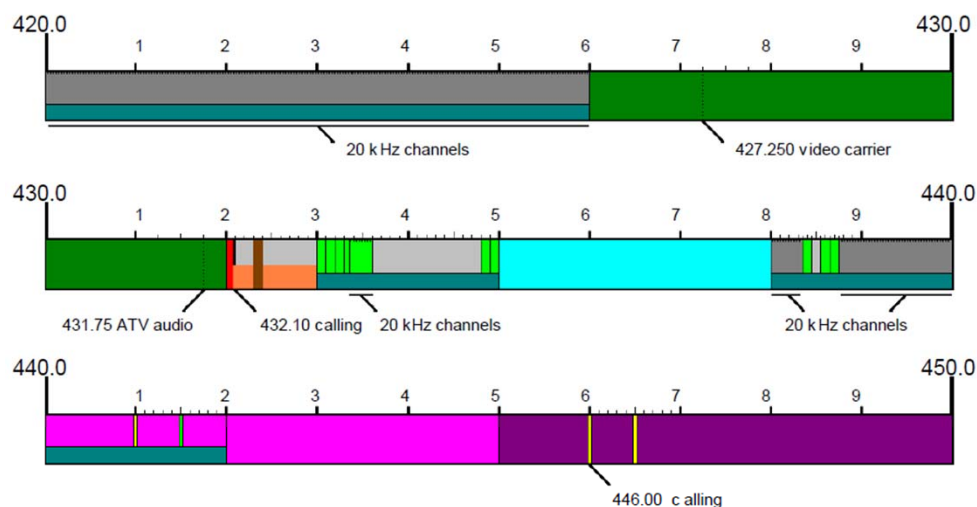 420.0 430.0
1 2 3 4 5 6 7 8 9
20 kHz channels 427.250 video carrier
430.0 440.0
1 2 3 4 5 6 7 8 9
431.75 ATV audio 432.10 calling 20 kHz channels 20 kHz channels
440.0 450.0
1 2 3 4 5 6 7 8 9
446.00 c alling